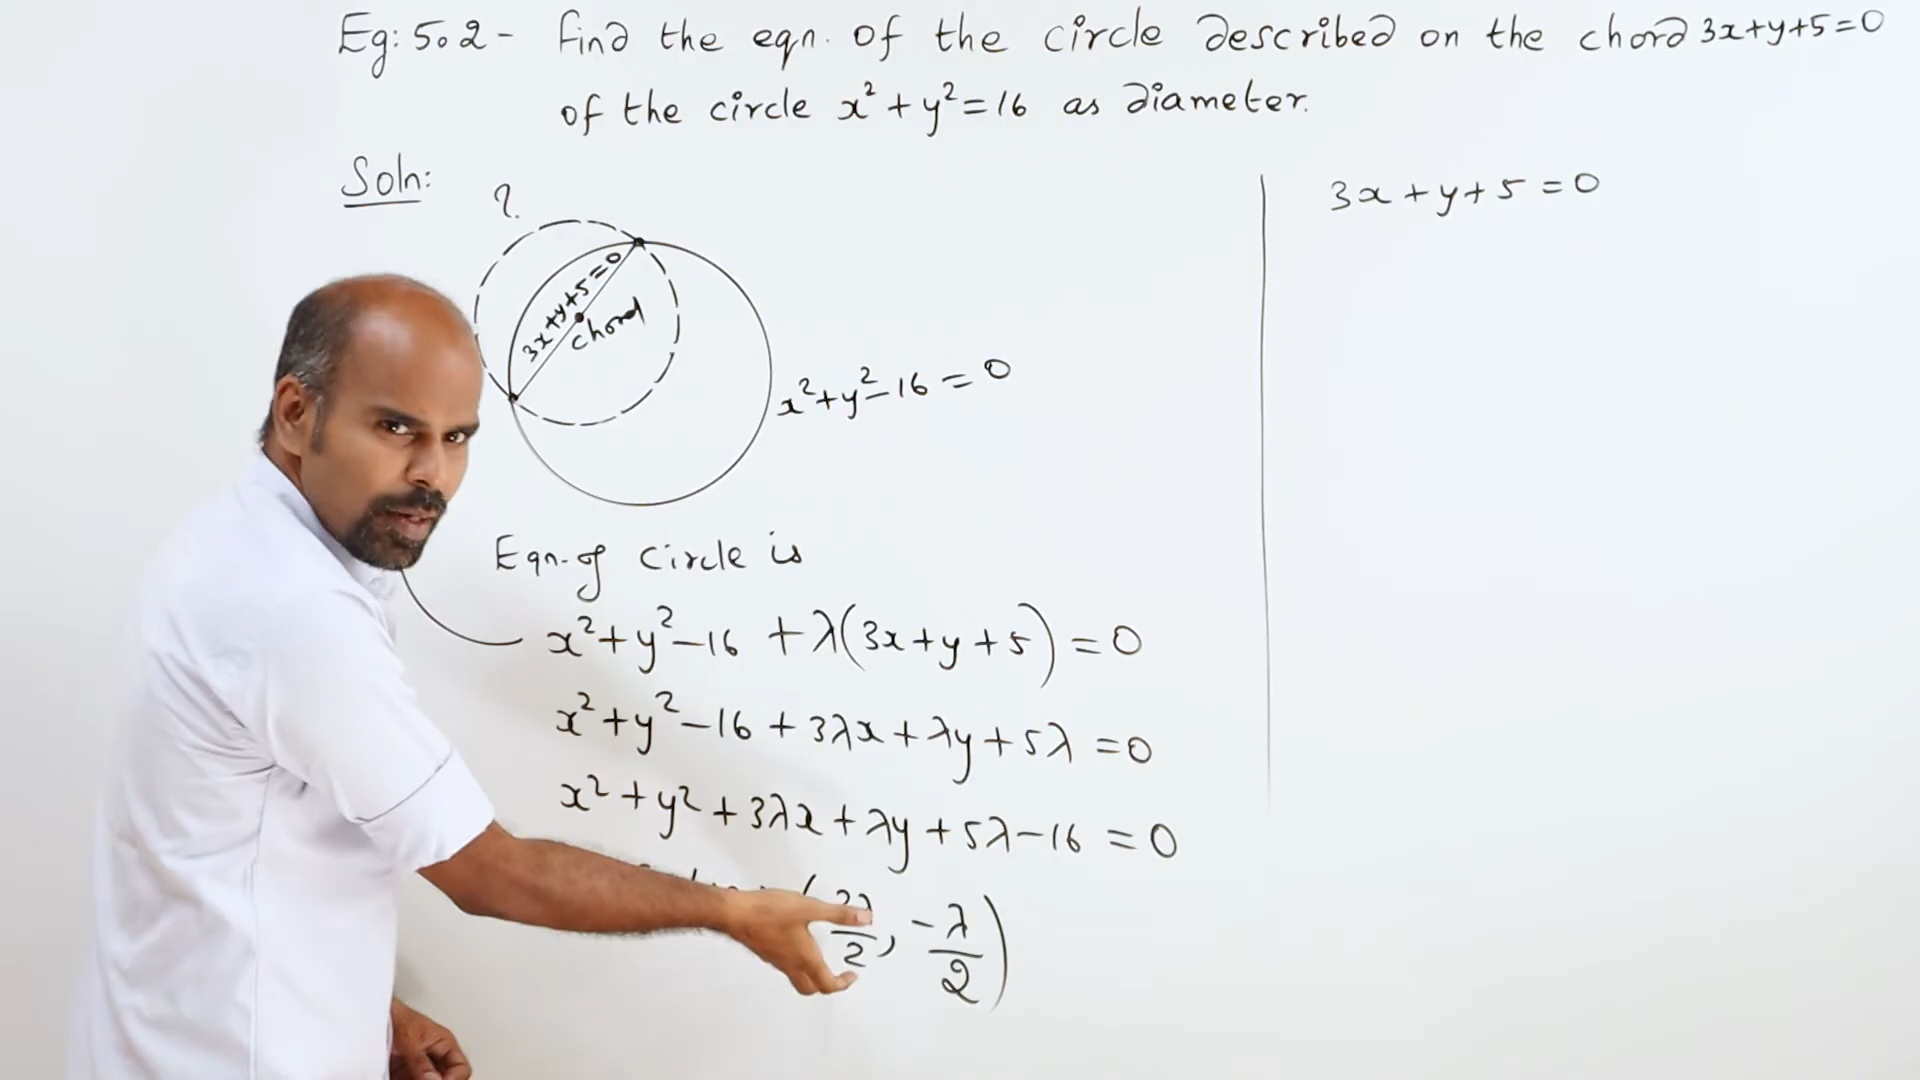 Eg: 5.2 - Find the eqn. of the circle described on the chord 3x+y+5=0
of the circle x²+y²=16 as diameter.
Soln:
?
3x+y+5=0
chord
x²+y²-16=0
Eqn. of circle is
x²+y²-16 +λ(3x+y+5)=0
x²+y²-16+3λx+λy+5λ=0
x²+y²+3λx+λy+5λ-16=0
λ/2, -λ/2)
3x+y+5=0